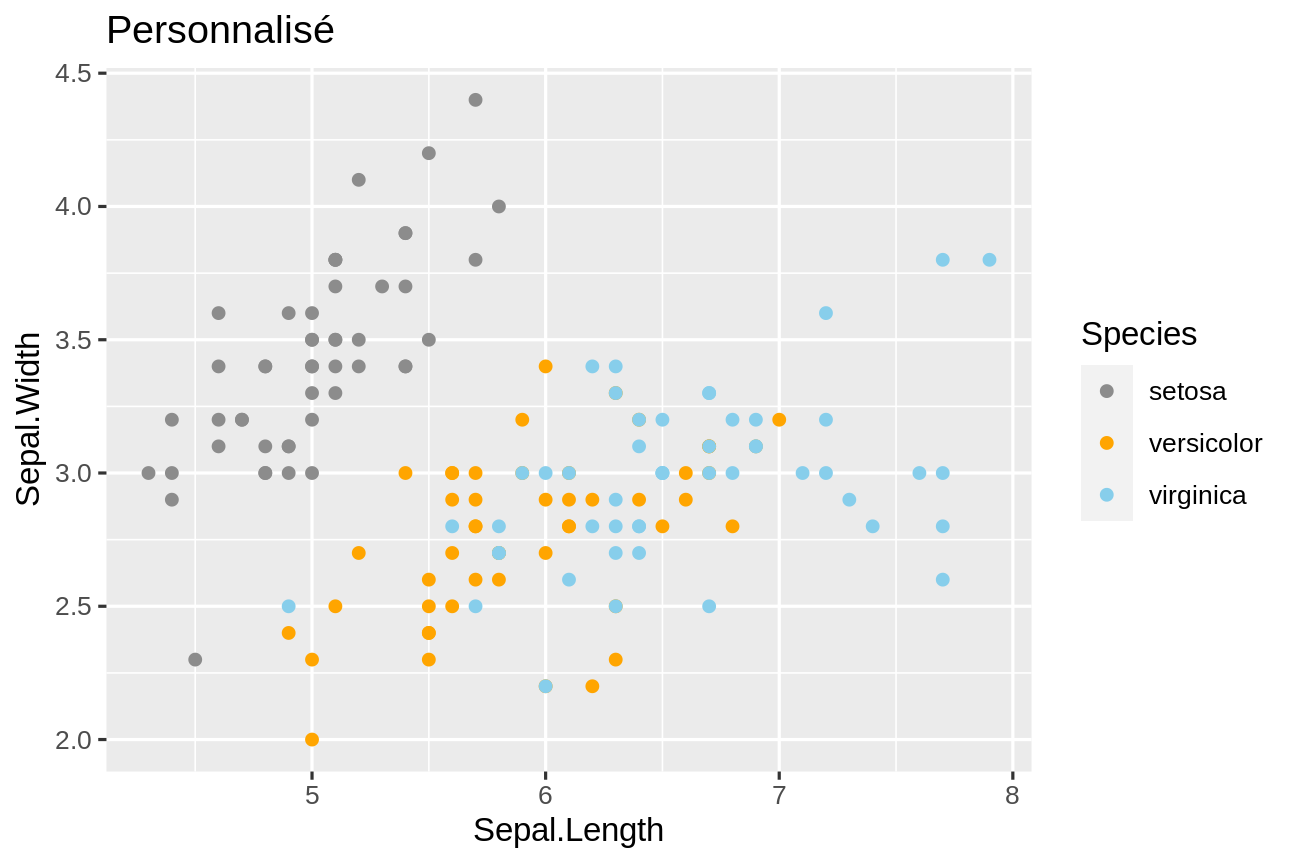 Personnalisé
4.5
4.0
3.5
3.0
2.5
2.0
Sepal.Width
5 6 7 8
Sepal.Length
Species
setosa
versicolor
virginica